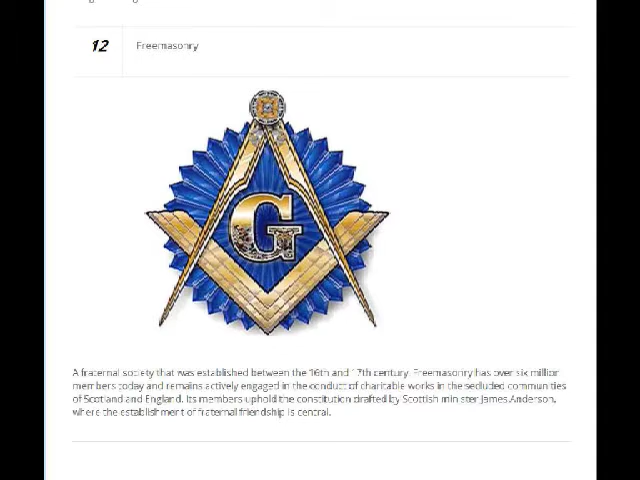 12 Freemasonry
G
A fraternal society that was established between the 16th and 17th century. Freemasonry has over six million
members today and remains actively engaged in the conduct of charitable works in the secluded communities
of Scotland and England. Its members uphold the constitution drafted by Scottish minister James Anderson,
where the establishment of fraternal friendship is central.